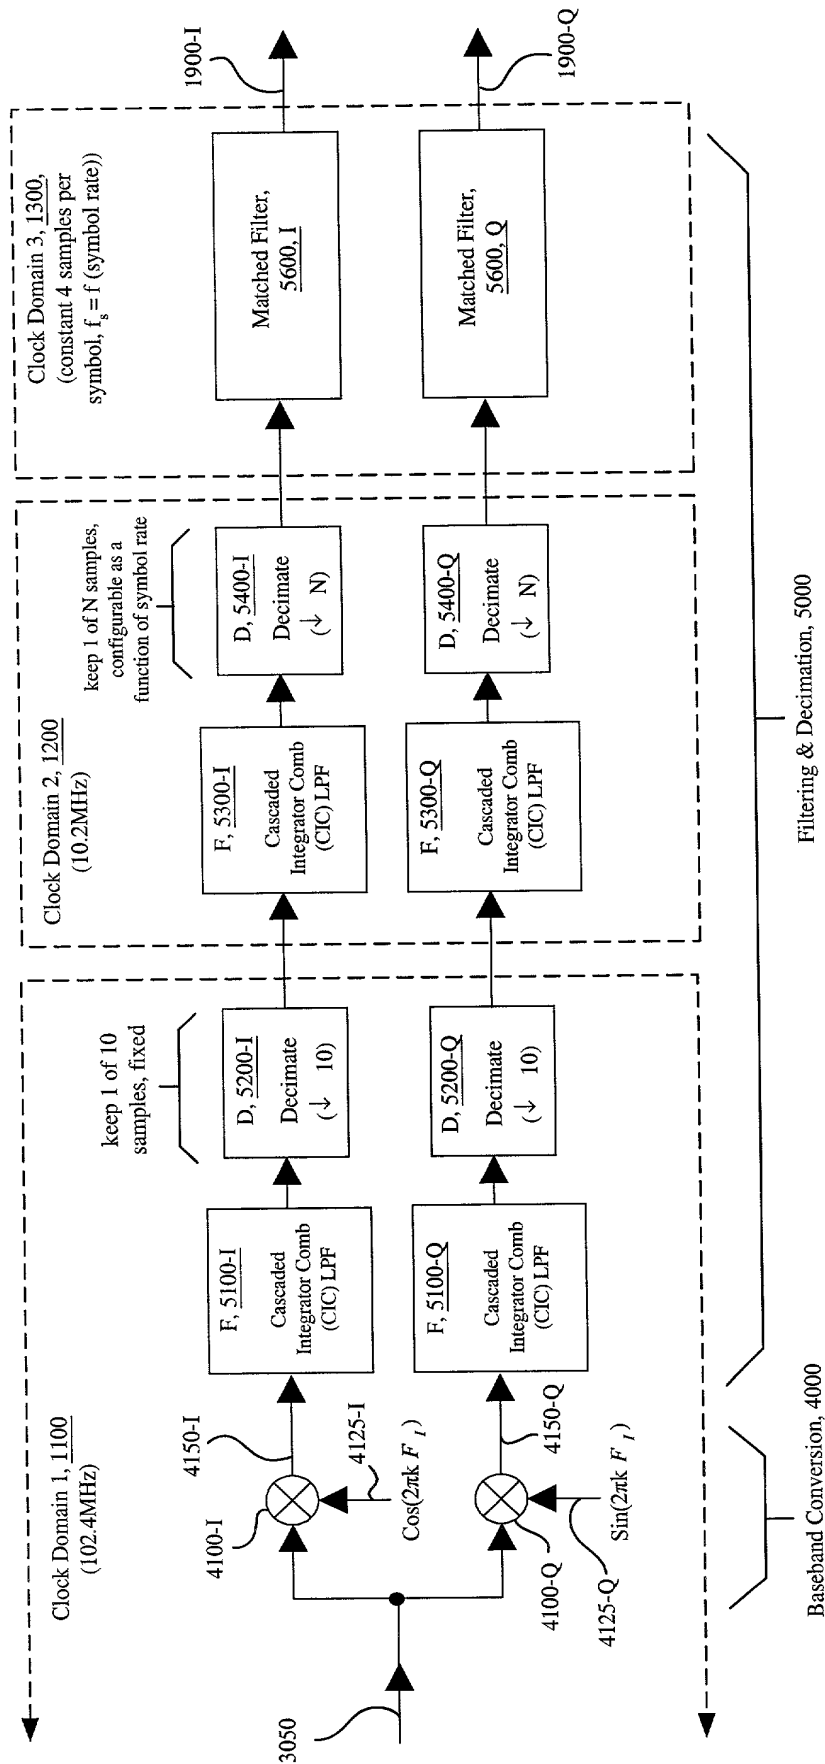 Clock Domain 1, 1100
(102.4MHz)
Clock Domain 2, 1200
(10.2MHz)
Clock Domain 3, 1300,
(constant 4 samples per
symbol, fs = f (symbol rate))
keep 1 of 10
samples, fixed
keep 1 of N samples,
configurable as a
function of symbol rate
3050
4100-I
4150-I
4125-I
Cos(2πk F I)
F, 5100-I
Cascaded
Integrator Comb
(CIC) LPF
D, 5200-I
Decimate
(↓ 10)
F, 5300-I
Cascaded
Integrator Comb
(CIC) LPF
D, 5400-I
Decimate
(↓ N)
Matched Filter,
5600, I
1900-I
4100-Q
4150-Q
4125-Q
Sin(2πk F I)
F, 5100-Q
Cascaded
Integrator Comb
(CIC) LPF
D, 5200-Q
Decimate
(↓ 10)
F, 5300-Q
Cascaded
Integrator Comb
(CIC) LPF
D, 5400-Q
Decimate
(↓ N)
Matched Filter,
5600, Q
1900-Q
Baseband Conversion, 4000
Filtering & Decimation, 5000